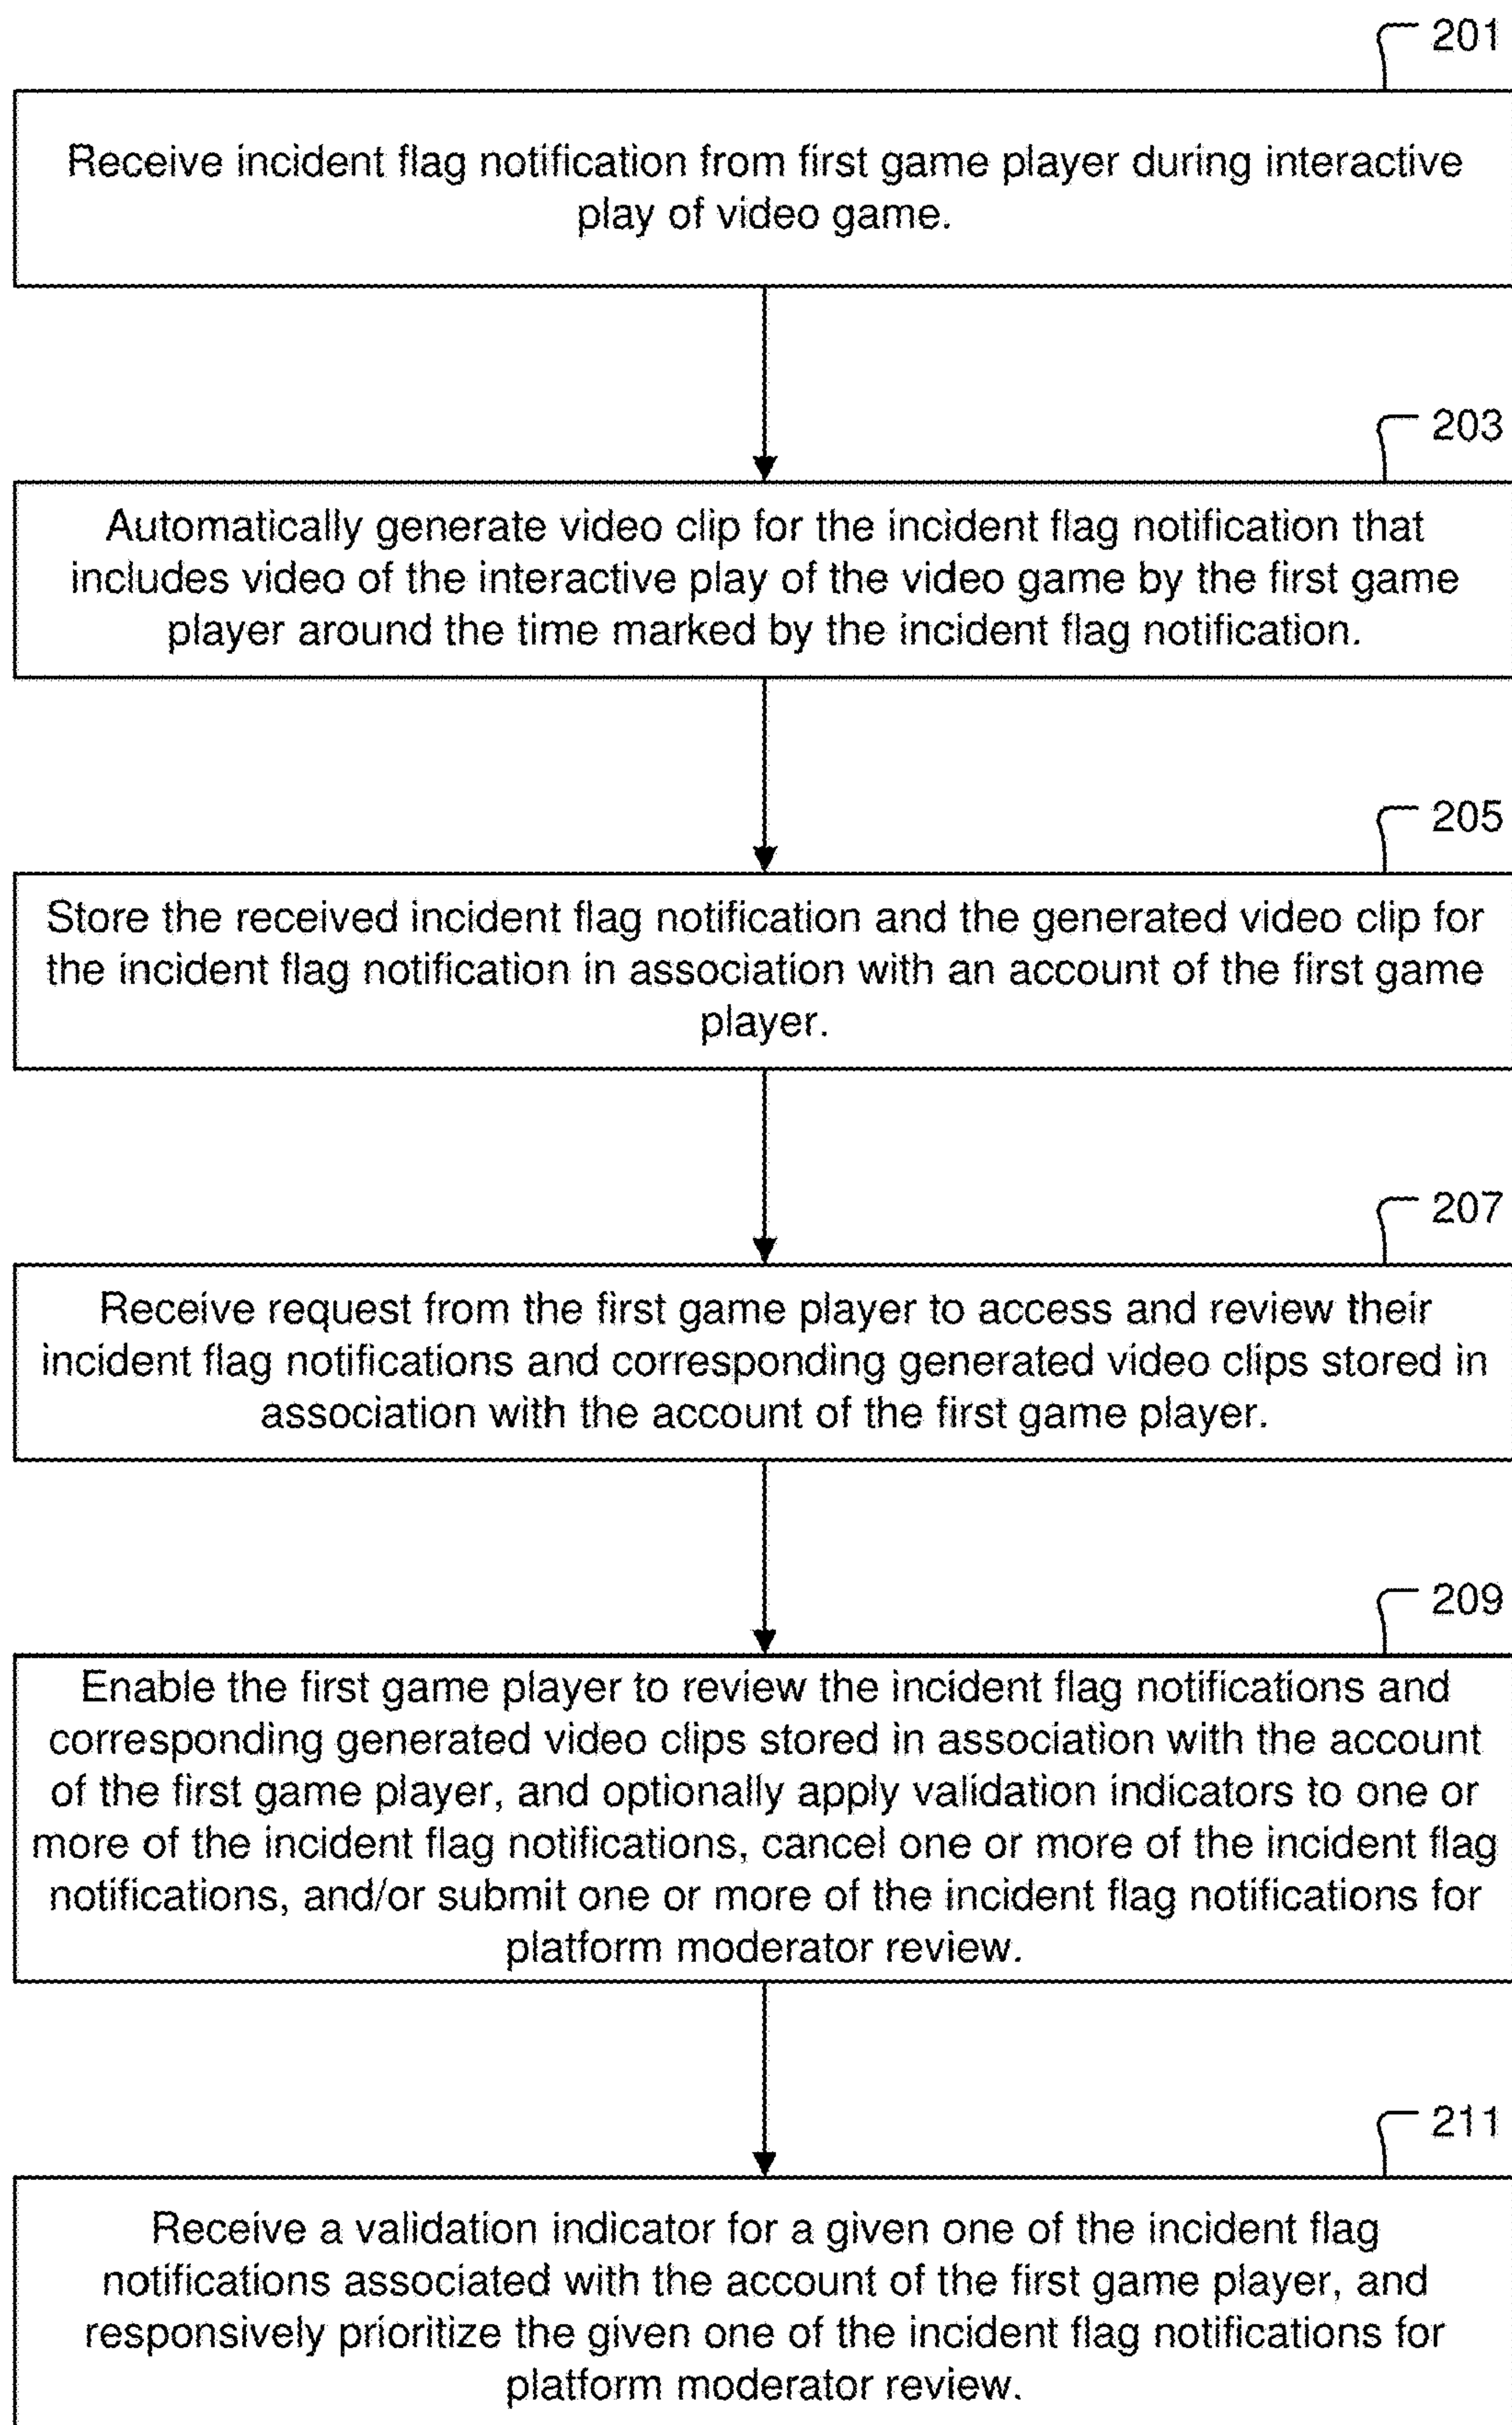 201
Receive incident flag notification from first game player during interactive
play of video game.
203
Automatically generate video clip for the incident flag notification that
includes video of the interactive play of the video game by the first game
player around the time marked by the incident flag notification.
205
Store the received incident flag notification and the generated video clip for
the incident flag notification in association with an account of the first game
player.
207
Receive request from the first game player to access and review their
incident flag notifications and corresponding generated video clips stored in
association with the account of the first game player.
209
Enable the first game player to review the incident flag notifications and
corresponding generated video clips stored in association with the account
of the first game player, and optionally apply validation indicators to one or
more of the incident flag notifications, cancel one or more of the incident flag
notifications, and/or submit one or more of the incident flag notifications for
platform moderator review.
211
Receive a validation indicator for a given one of the incident flag
notifications associated with the account of the first game player, and
responsively prioritize the given one of the incident flag notifications for
platform moderator review.